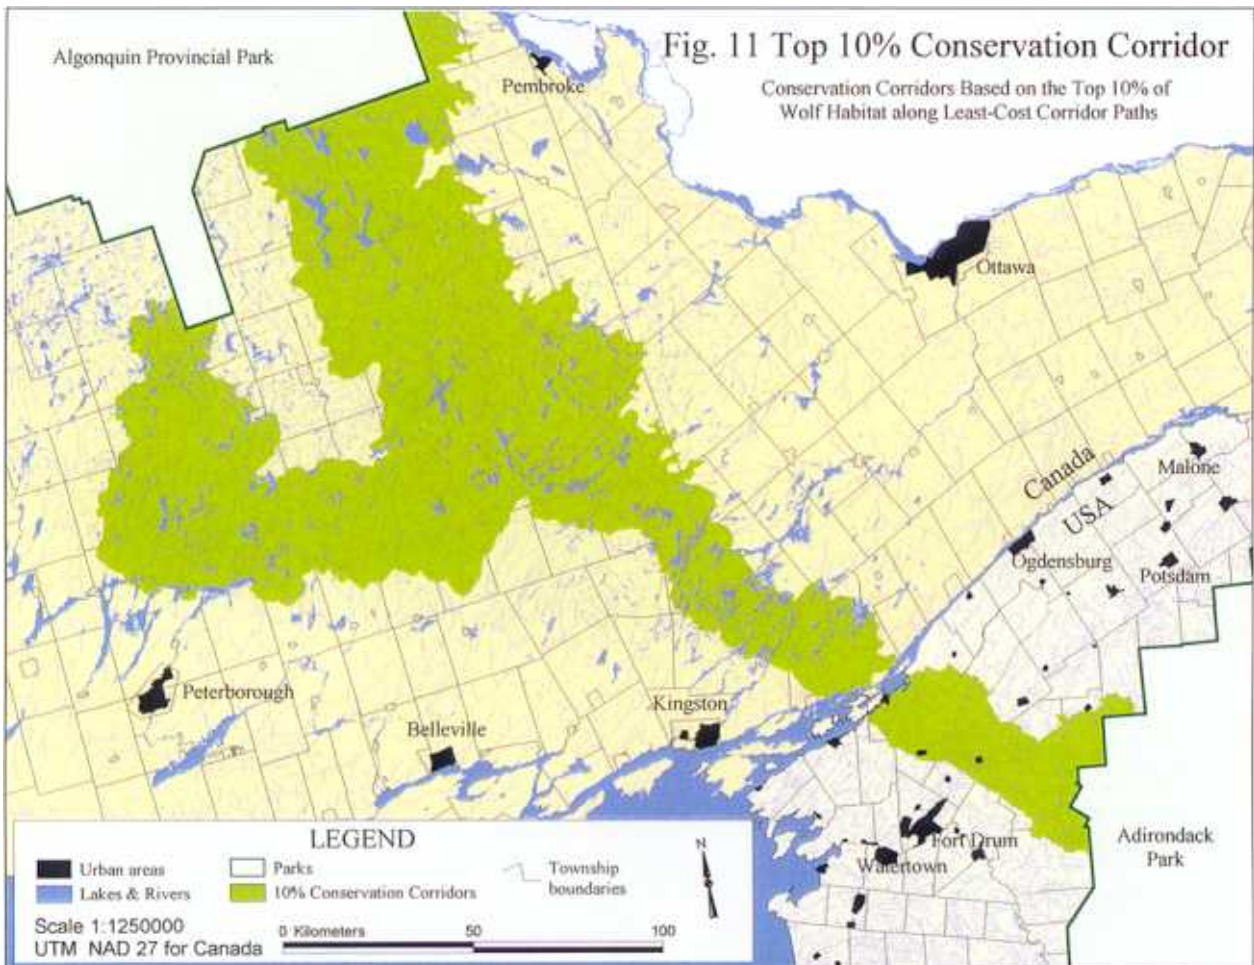 Fig. 11 Top 10% Conservation Corridor
Conservation Corridors Based on the Top 10% of
Wolf Habitat along Least-Cost Corridor Paths
Algonquin Provincial Park
Pembroke
Ottawa
Canada
USA
Malone
Ogdensburg
Potsdam
Peterborough
Belleville
Kingston
Fort Drum
Watertown
Adirondack
Park
LEGEND
Urban areas
Parks
Township
boundaries
Lakes & Rivers
10% Conservation Corridors
N
Scale 1:1250000
UTM NAD 27 for Canada
0 Kilometers 50 100